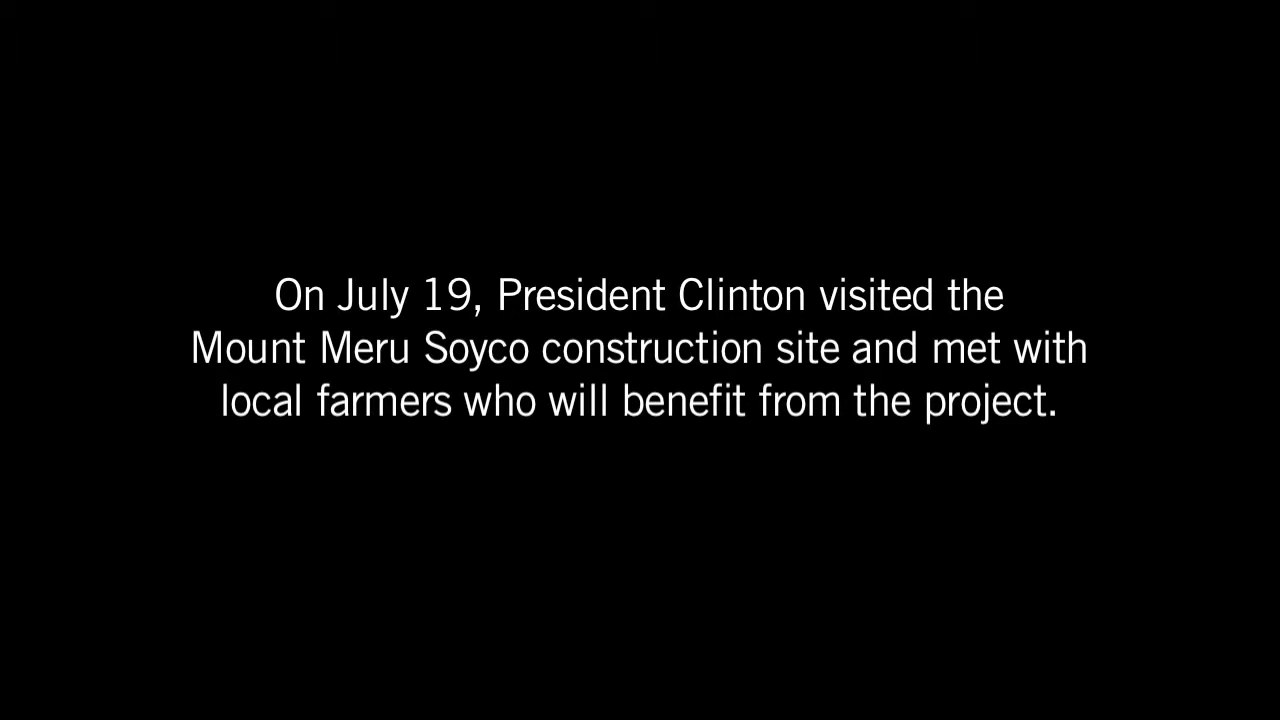 On July 19, President Clinton visited the
Mount Meru Soyco construction site and met with
local farmers who will benefit from the project.